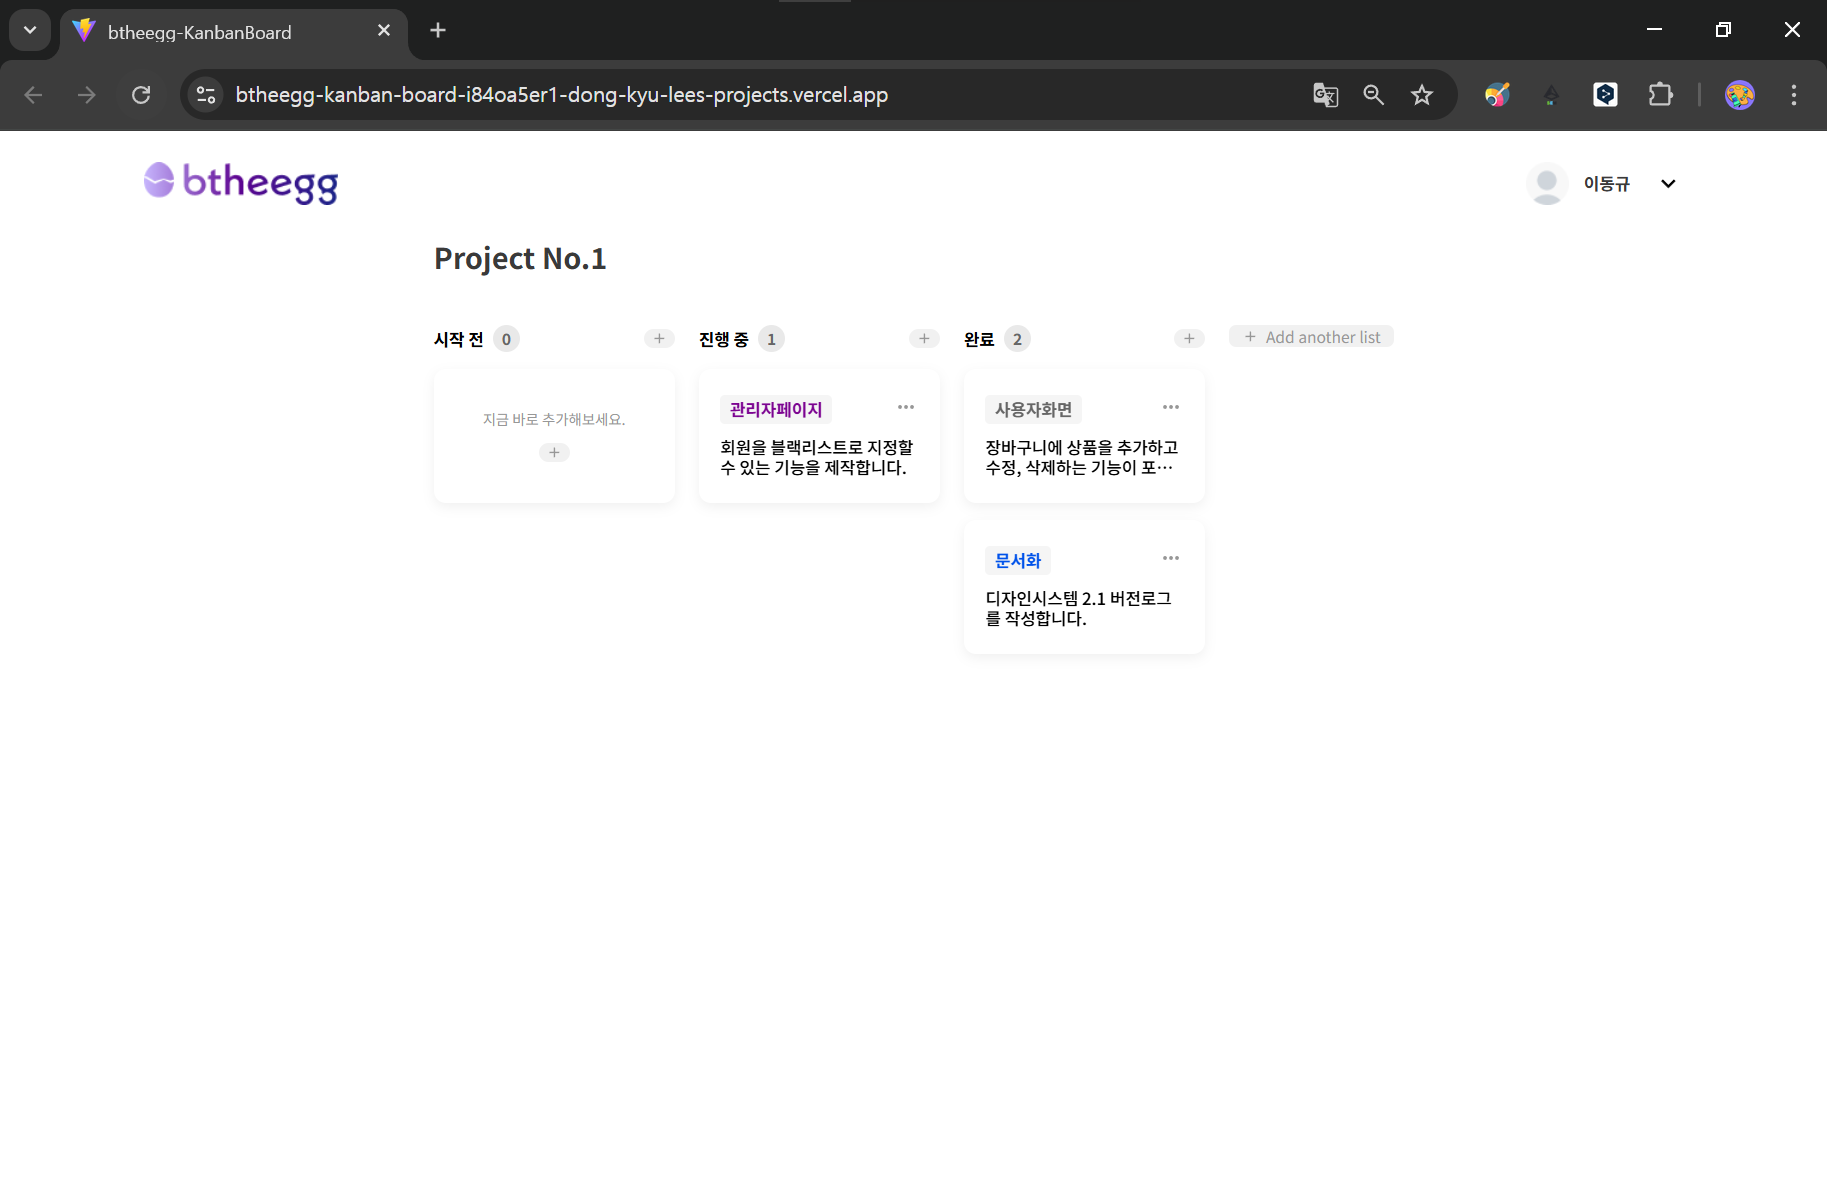 btheegg-KanbanBoard
btheegg-kanban-board-i84oa5er1-dong-kyu-lees-projects.vercel.app
btheegg
이동규
Project No.1
시작 전 0 +
진행 중 1 +
완료 2 +
+ Add another list
지금 바로 추가해보세요.
+
관리자페이지
회원을 블랙리스트로 지정할
수 있는 기능을 제작합니다.
사용자화면
장바구니에 상품을 추가하고
수정, 삭제하는 기능이 포…
문서화
디자인시스템 2.1 버전로그
를 작성합니다.